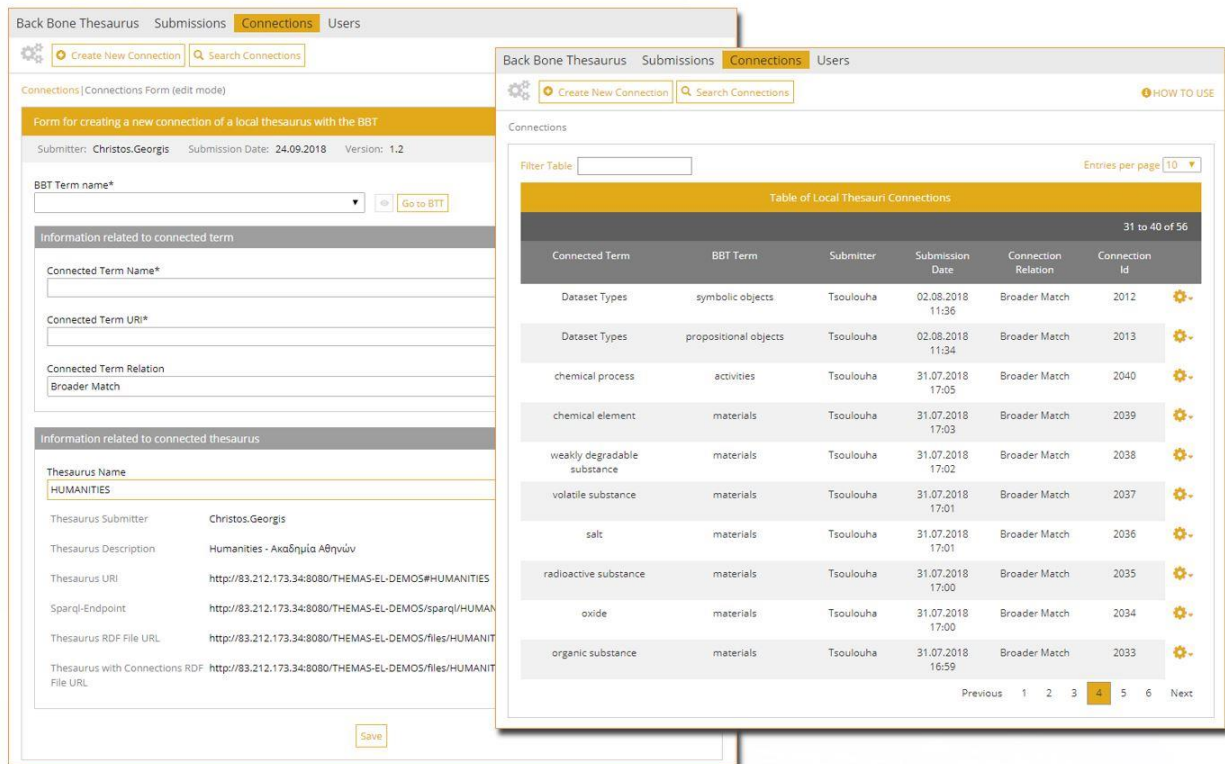 Back Bone Thesaurus Submissions Connections Users
Create New Connection Search Connections
Connections|Connections Form (edit mode)
Form for creating a new connection of a local thesaurus with the BBT
Submitter: Christos.Georgis Submission Date: 24.09.2018 Version: 1.2
BBT Term name*
Go to BTT
Information related to connected term
Connected Term Name*
Connected Term URI*
Connected Term Relation
Broader Match
Information related to connected thesaurus
Thesaurus Name
HUMANITIES
Thesaurus Submitter Christos.Georgis
Thesaurus Description Humanities - Ακαδημία Αθηνών
Thesaurus URI http://83.212.173.34:8080/THEMAS-EL-DEMOS#HUMANITIES
Sparql-Endpoint http://83.212.173.34:8080/THEMAS-EL-DEMOS/sparql/HUMAN
Thesaurus RDF File URL http://83.212.173.34:8080/THEMAS-EL-DEMOS/files/HUMANIT
Thesaurus with Connections RDF http://83.212.173.34:8080/THEMAS-EL-DEMOS/files/HUMANIT
File URL
Save
Back Bone Thesaurus Submissions Connections Users
Create New Connection Search Connections HOW TO USE
Connections
Filter Table Entries per page 10
Table of Local Thesauri Connections
31 to 40 of 56
Connected Term BBT Term Submitter Submission Connection Connection
Date Relation Id
Dataset Types symbolic objects Tsoulouha 02.08.2018 Broader Match 2012
11:36
Dataset Types propositional objects Tsoulouha 02.08.2018 Broader Match 2013
11:34
chemical process activities Tsoulouha 31.07.2018 Broader Match 2040
17:05
chemical element materials Tsoulouha 31.07.2018 Broader Match 2039
17:03
weakly degradable materials Tsoulouha 31.07.2018 Broader Match 2038
substance 17:02
volatile substance materials Tsoulouha 31.07.2018 Broader Match 2037
17:01
salt materials Tsoulouha 31.07.2018 Broader Match 2036
17:01
radioactive substance materials Tsoulouha 31.07.2018 Broader Match 2035
17:00
oxide materials Tsoulouha 31.07.2018 Broader Match 2034
17:00
organic substance materials Tsoulouha 31.07.2018 Broader Match 2033
16:59
Previous 1 2 3 4 5 6 Next